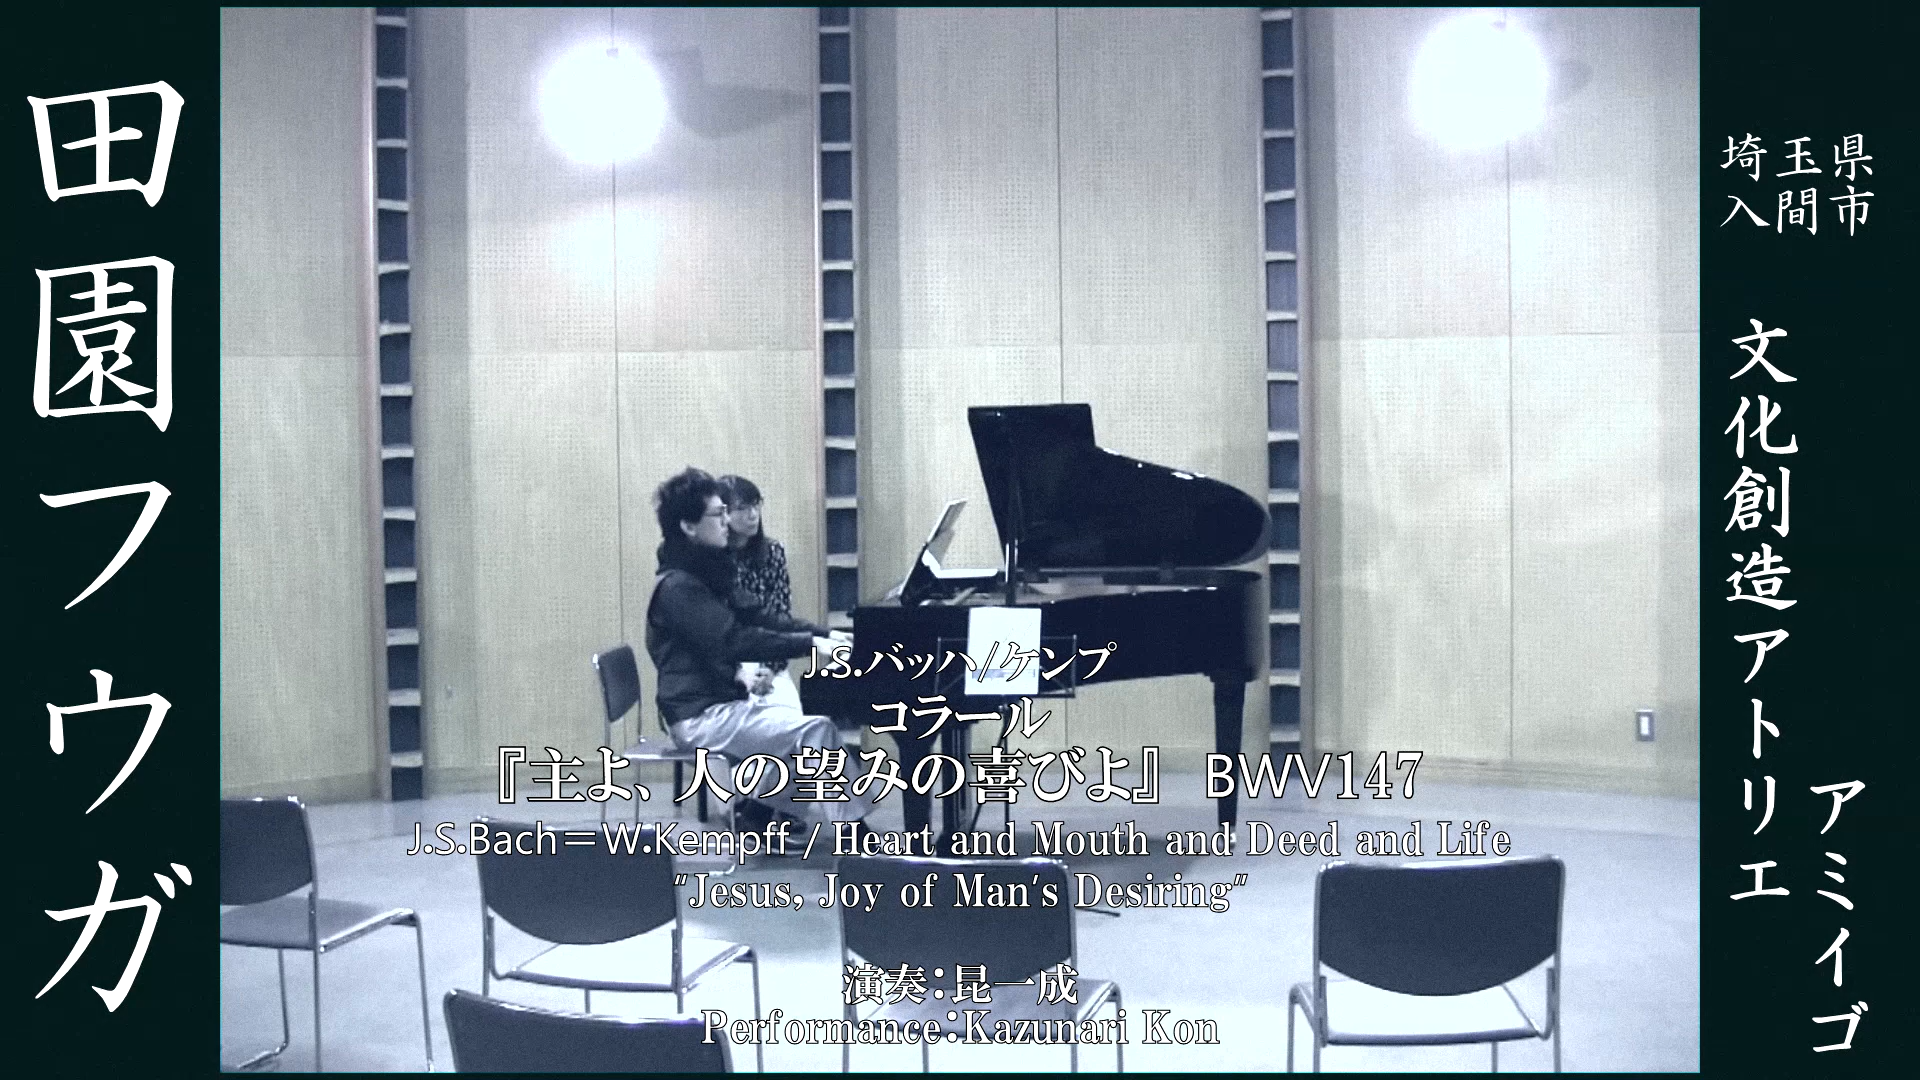 田園フウガ
埼玉県
入間市
文化創造アトリエ
アミィゴ
J.S.バッハ/ケンプ
コラール
『主よ、人の望みの喜びよ』 BWV147
J.S.Bach＝W.Kempff / Heart and Mouth and Deed and Life
"Jesus, Joy of Man's Desiring"
演奏：昆一成
Performance：Kazunari Kon